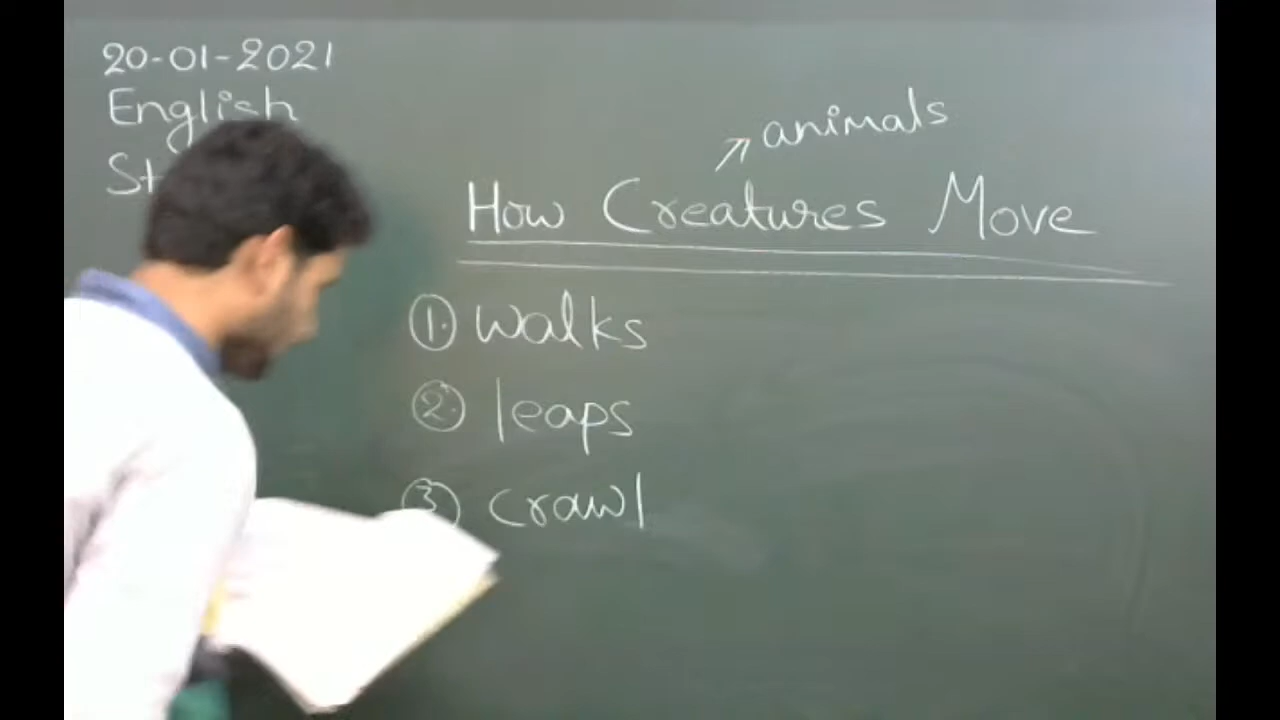 20-01-2021
English
animals
How Creatures Move
1. walks
2. leaps
3 crawl